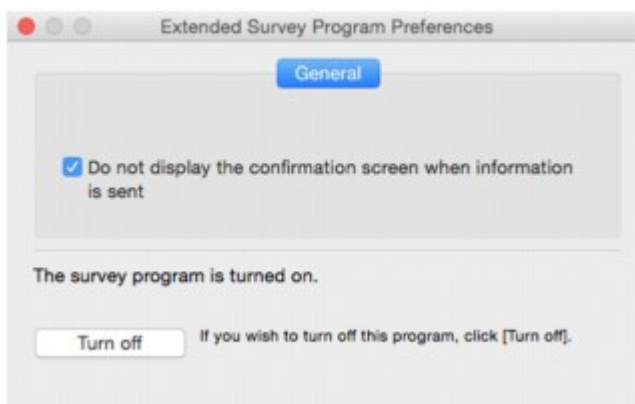 Extended Survey Program Preferences
General
Do not display the confirmation screen when information
is sent
The survey program is turned on.
Turn off
If you wish to turn off this program, click [Turn off].